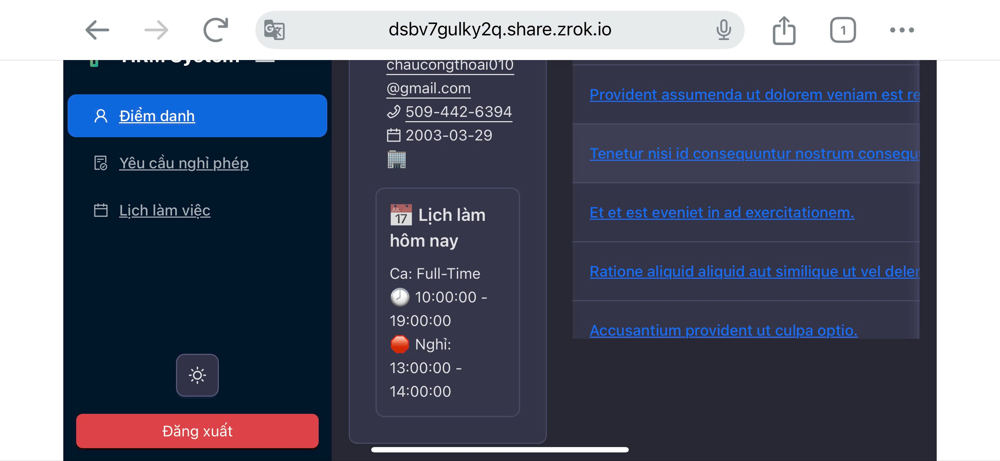 dsbv7gulky2q.share.zrok.io
1
HRM System
Điểm danh
Yêu cầu nghỉ phép
Lịch làm việc
Đăng xuất
chaucongthoai010
@gmail.com
509-442-6394
2003-03-29
JUL
17
Lịch làm
hôm nay
Ca: Full-Time
10:00:00 -
19:00:00
Nghỉ:
13:00:00 -
14:00:00
Provident assumenda ut dolorem veniam est re
Tenetur nisi id consequuntur nostrum consequ
Et et est eveniet in ad exercitationem.
Ratione aliquid aliquid aut similique ut vel deler
Accusantium provident ut culpa optio.